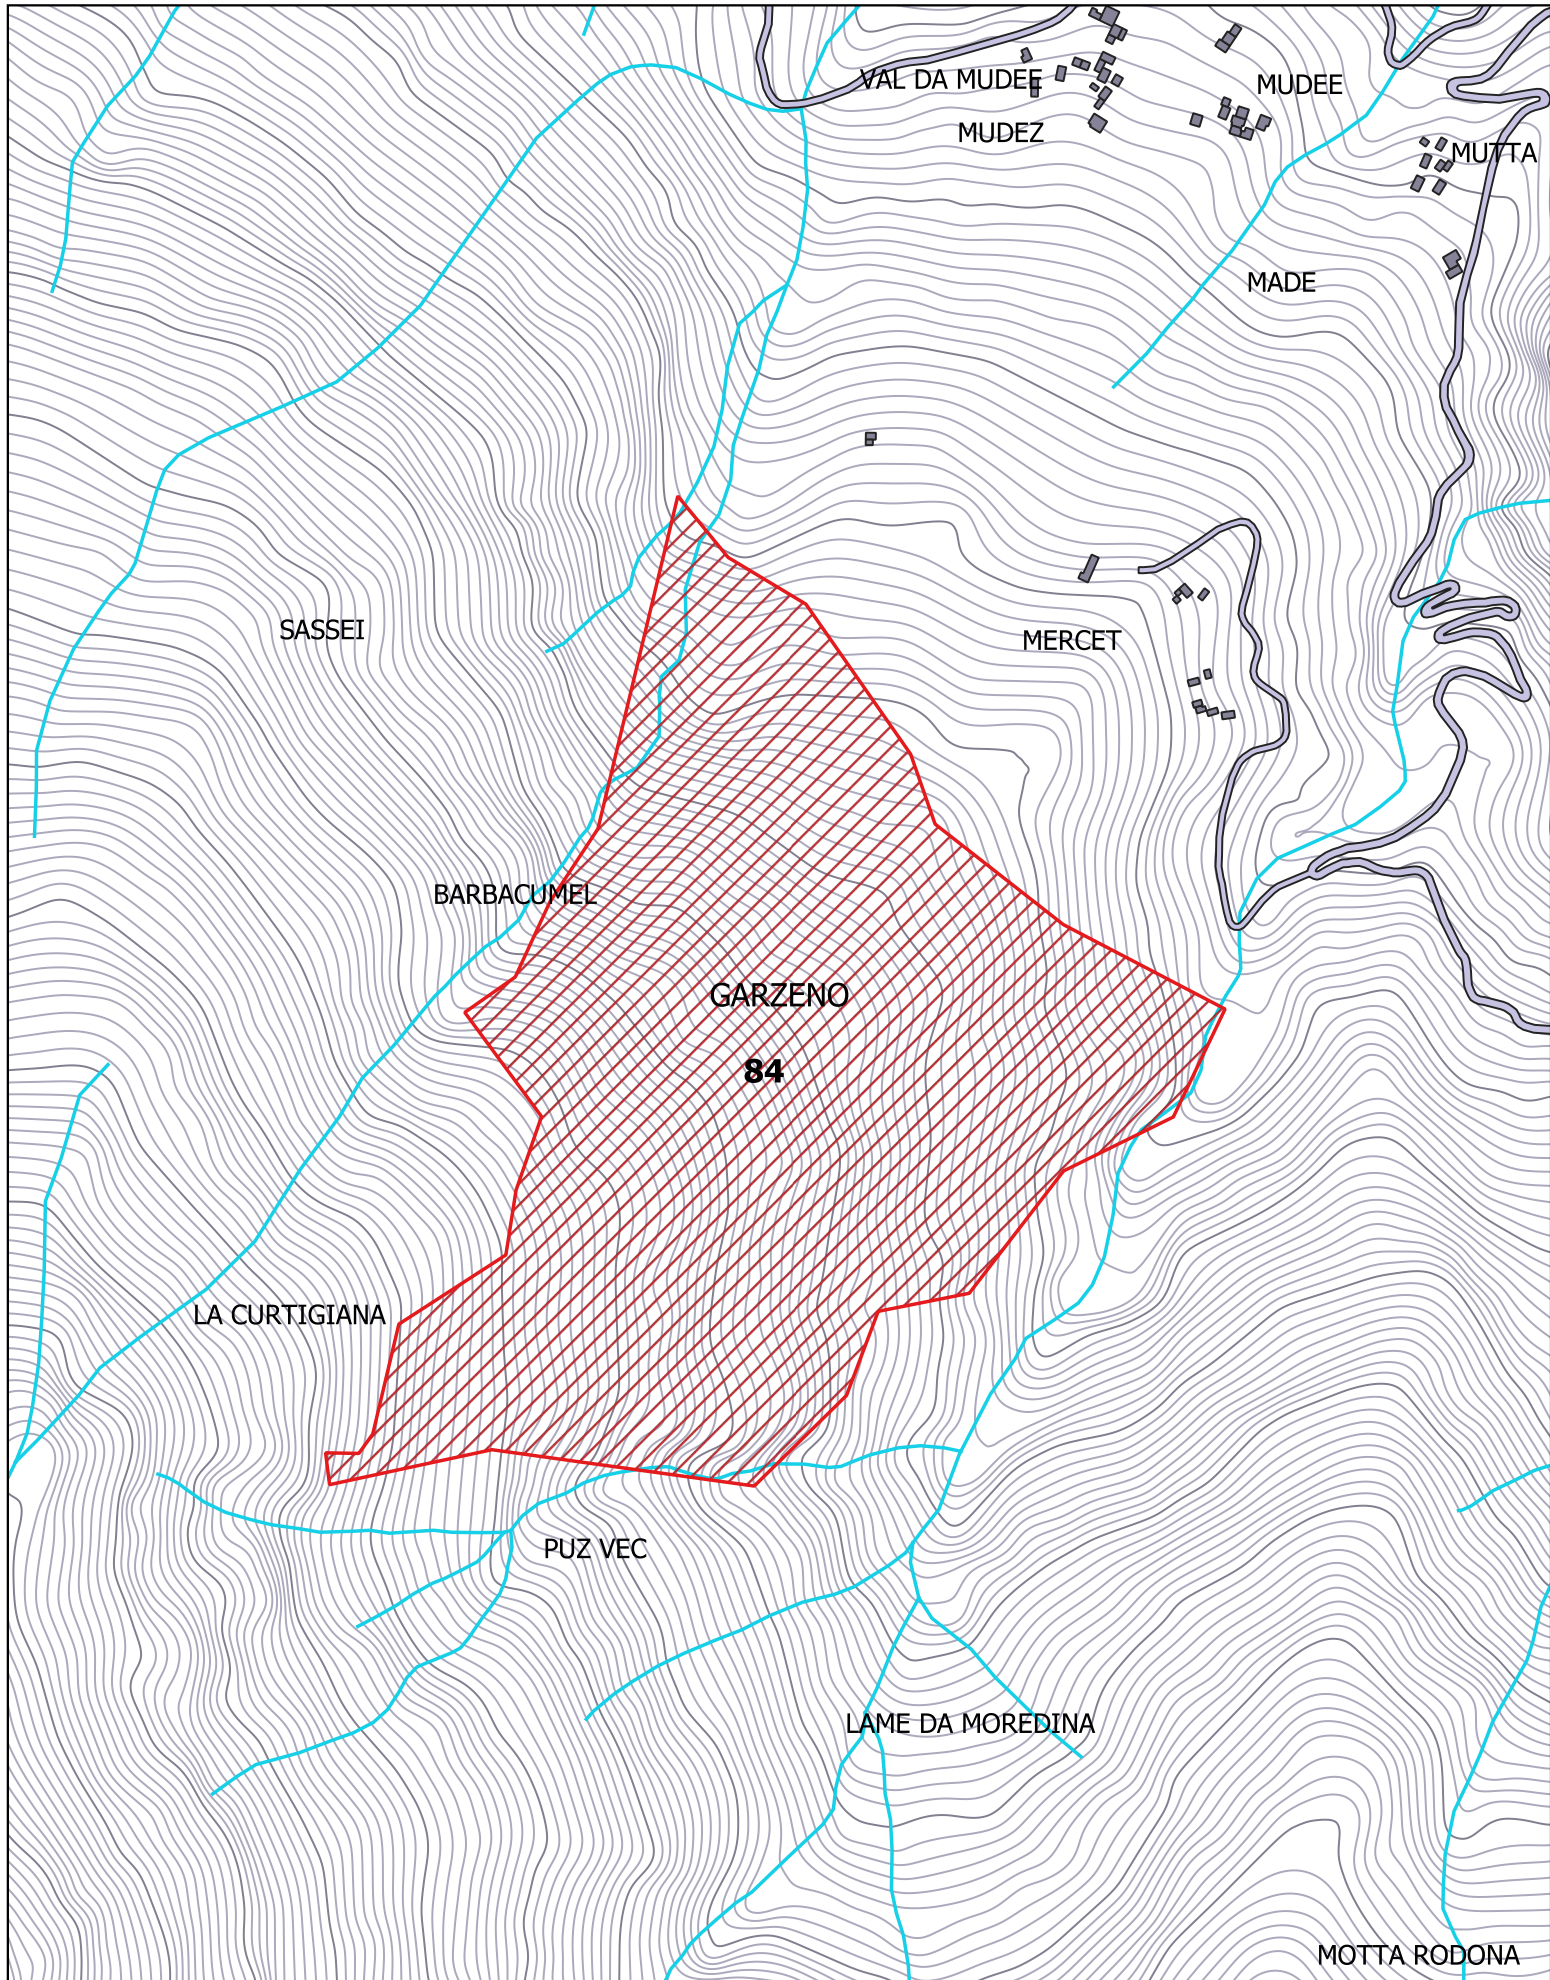 VAL DA MUDEE
MUDEE
MUDEZ
MUTTA
MADE
SASSEI
MERCET
BARBACUMEL
GARZENO
84
LA CURTIGIANA
PUZ VEC
LAME DA MOREDINA
MOTTA RODONA